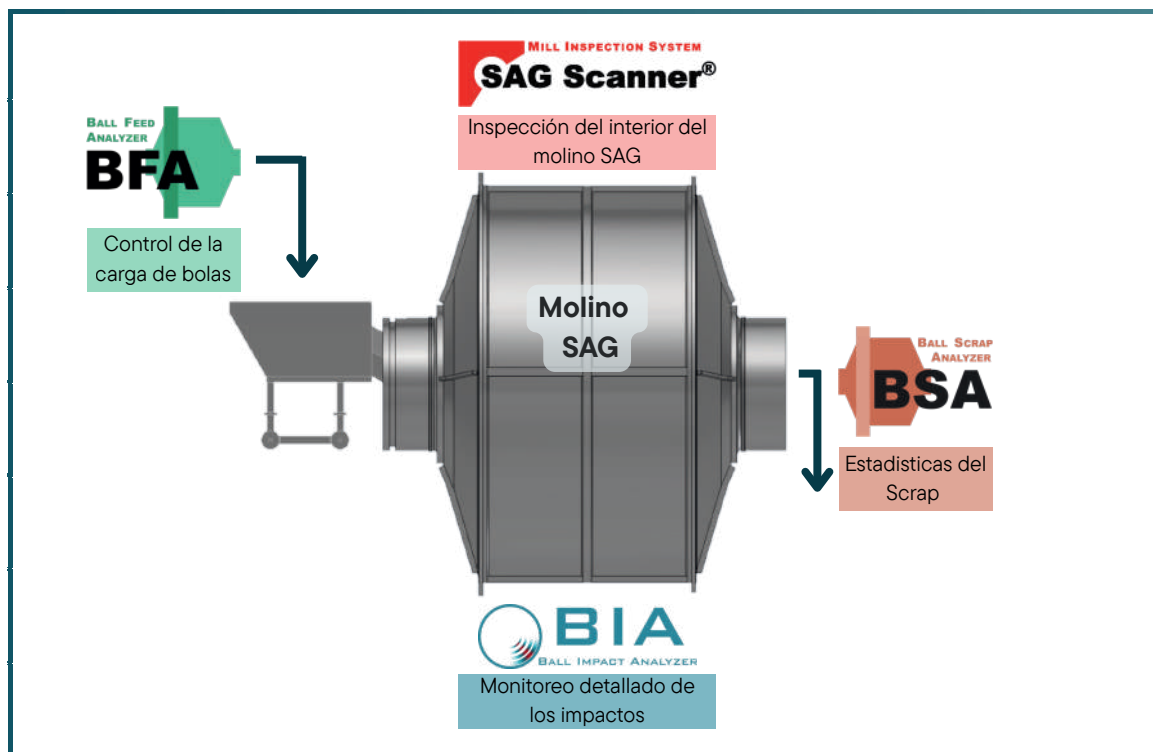 MILL INSPECTION SYSTEM
SAG Scanner®
Inspección del interior del
molino SAG
BALL FEED
ANALYZER
BFA
Control de la
carga de bolas
Molino
SAG
BALL SCRAP
ANALYZER
BSA
Estadisticas del
Scrap
BIA
BALL IMPACT ANALYZER
Monitoreo detallado de
los impactos